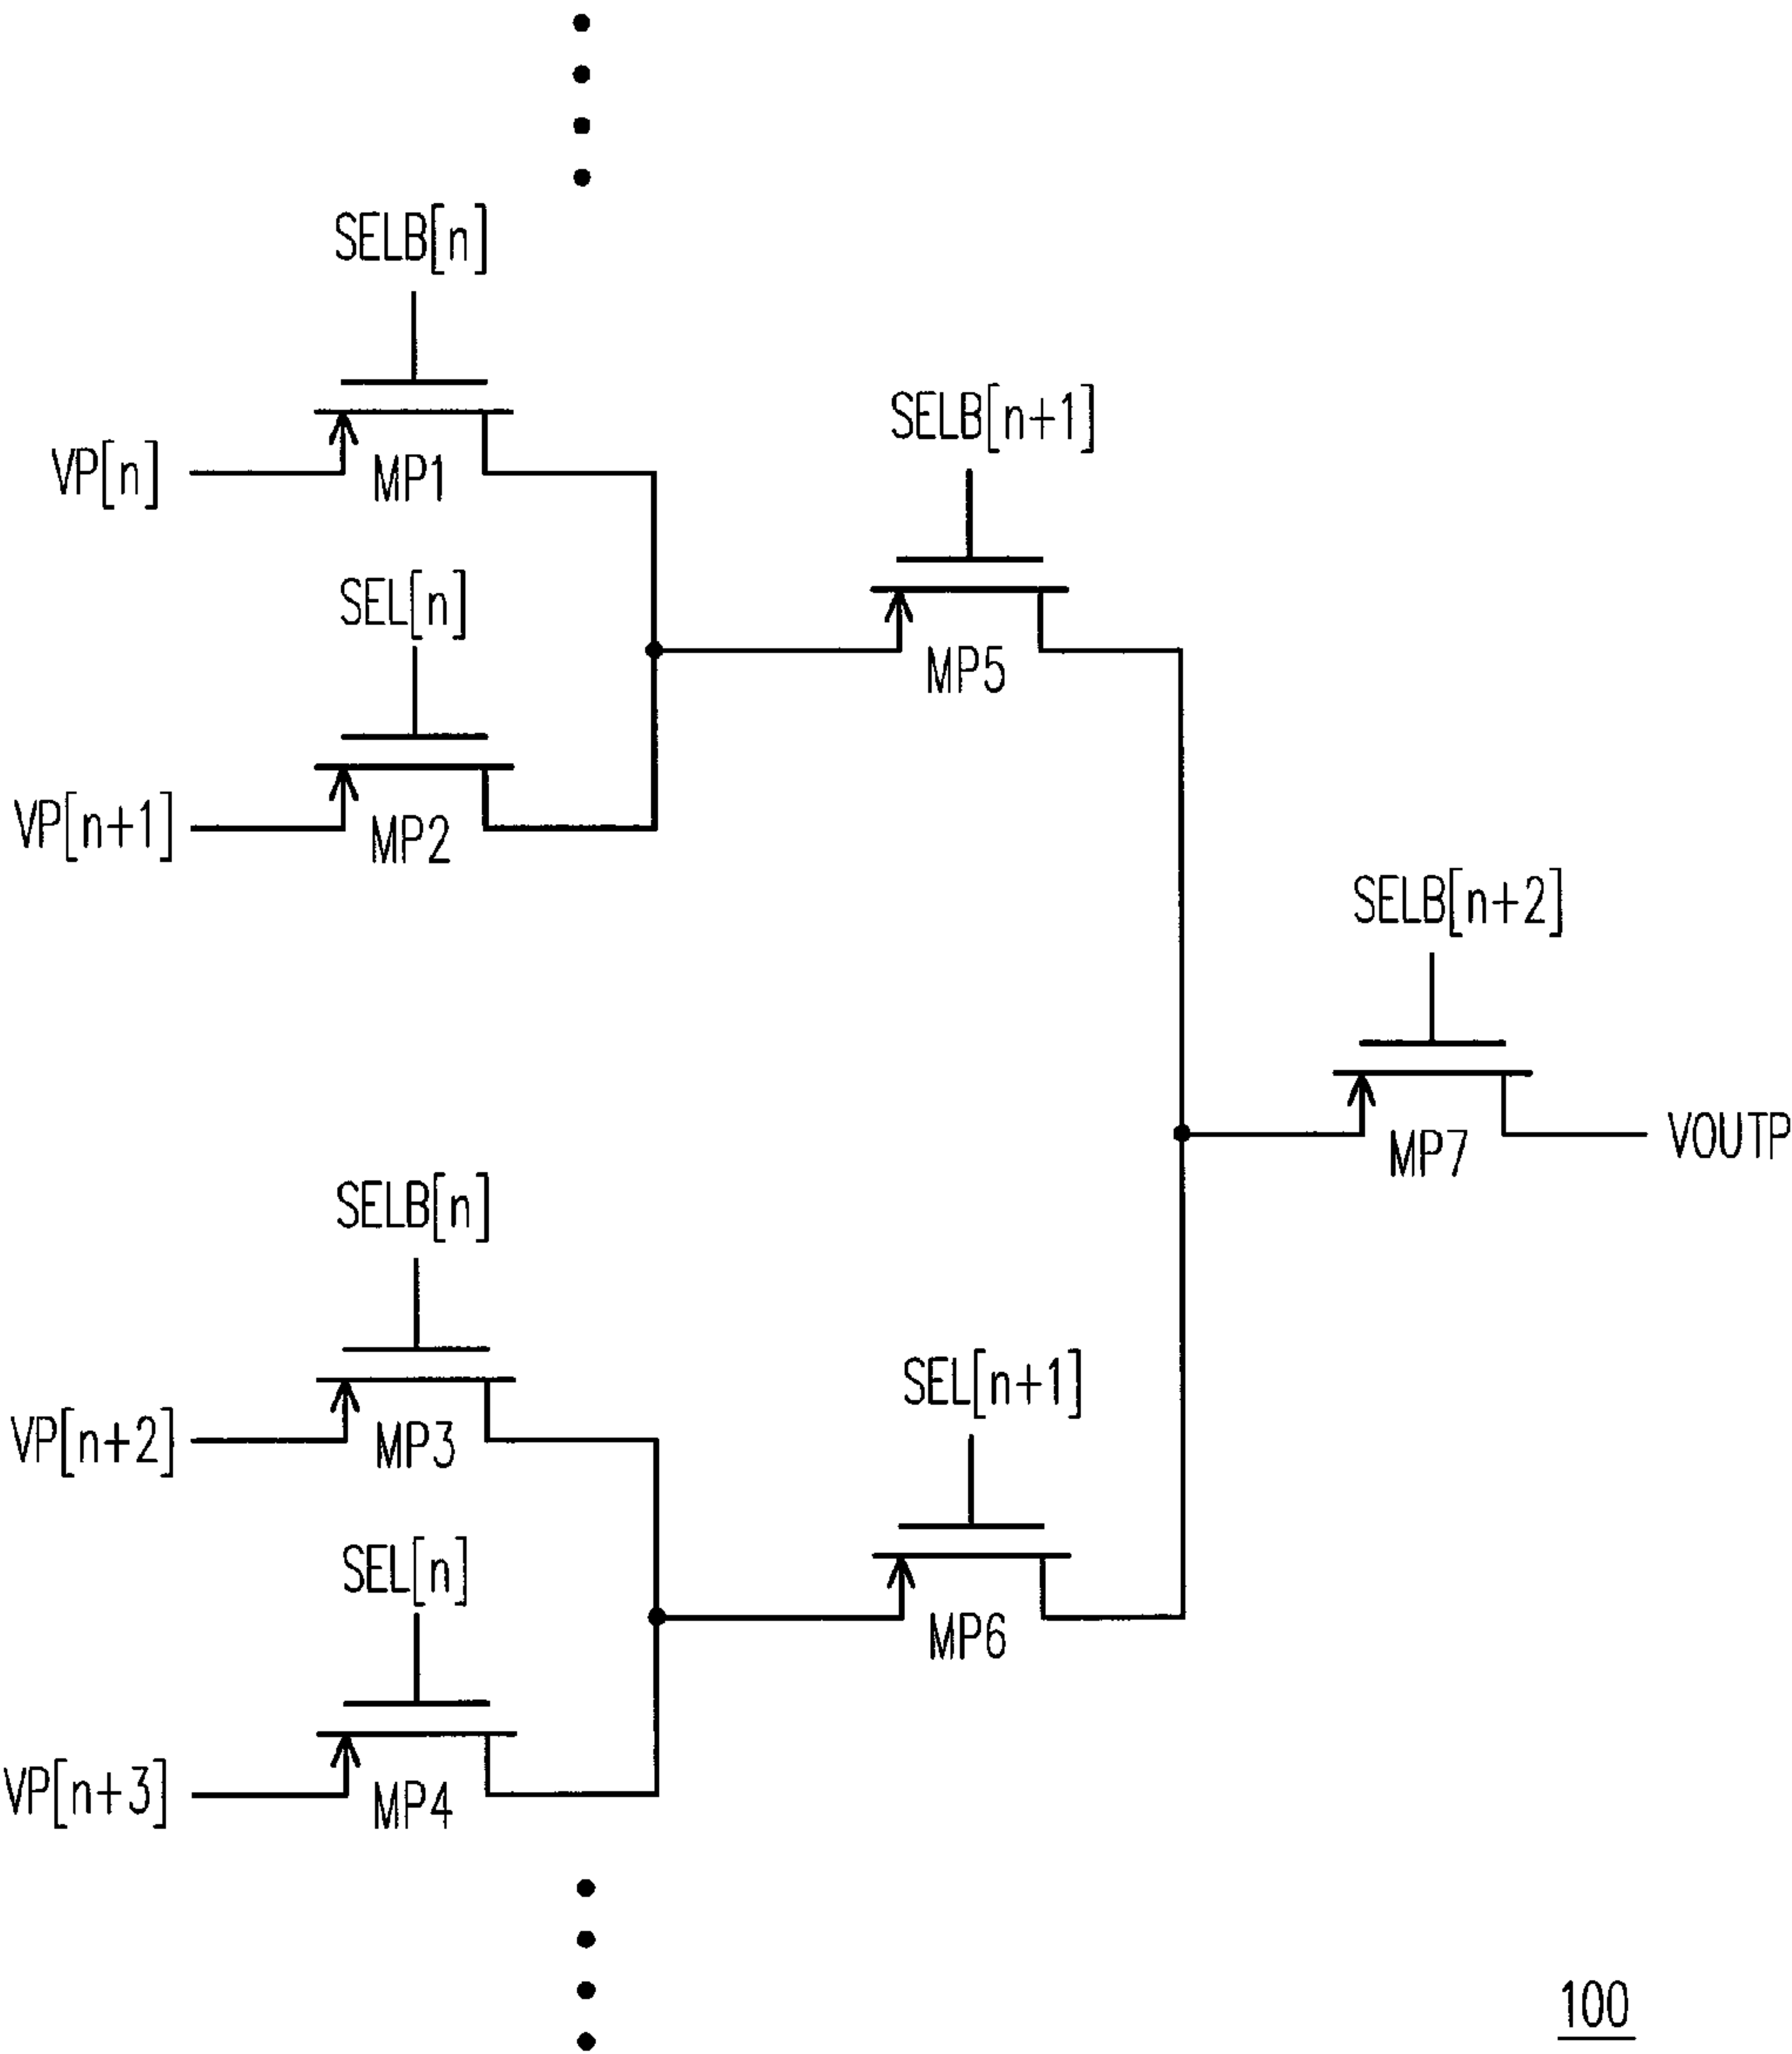 SELB[n]
VP[n]
MP1
SELB[n+1]
SEL[n]
MP5
VP[n+1]
MP2
SELB[n+2]
MP7
VOUTP
SELB[n]
VP[n+2]
MP3
SEL[n+1]
SEL[n]
MP6
VP[n+3]
MP4
100